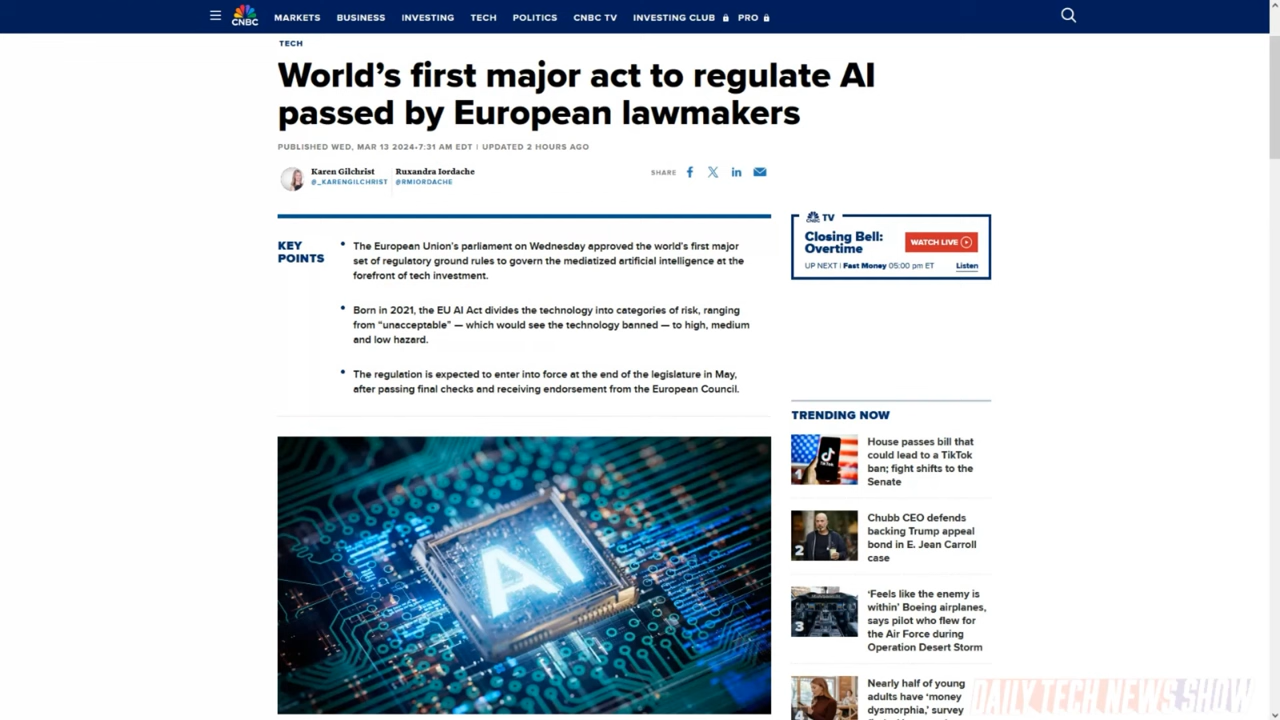 CNBC
MARKETS BUSINESS INVESTING TECH POLITICS CNBC TV INVESTING CLUB PRO
TECH
World's first major act to regulate AI
passed by European lawmakers
PUBLISHED WED, MAR 13 2024•7:31 AM EDT | UPDATED 2 HOURS AGO
Karen Gilchrist
@_KARENGILCHRIST
Ruxandra Iordache
@RMIORDACHE
SHARE
KEY
POINTS
• The European Union's parliament on Wednesday approved the world's first major
set of regulatory ground rules to govern the mediatized artificial intelligence at the
forefront of tech investment.
• Born in 2021, the EU AI Act divides the technology into categories of risk, ranging
from “unacceptable” — which would see the technology banned — to high, medium
and low hazard.
• The regulation is expected to enter into force at the end of the legislature in May,
after passing final checks and receiving endorsement from the European Council.
AI
CNBC TV
Closing Bell:
Overtime
WATCH LIVE
UP NEXT | Fast Money 05:00 pm ET
Listen
TRENDING NOW
1
TikTok
House passes bill that
could lead to a TikTok
ban; fight shifts to the
Senate
2
Chubb CEO defends
backing Trump appeal
bond in E. Jean Carroll
case
3
‘Feels like the enemy is
within’ Boeing airplanes,
says pilot who flew for
the Air Force during
Operation Desert Storm
Nearly half of young
adults have ‘money
dysmorphia,’ survey
DAILY TECH NEWS SHOW